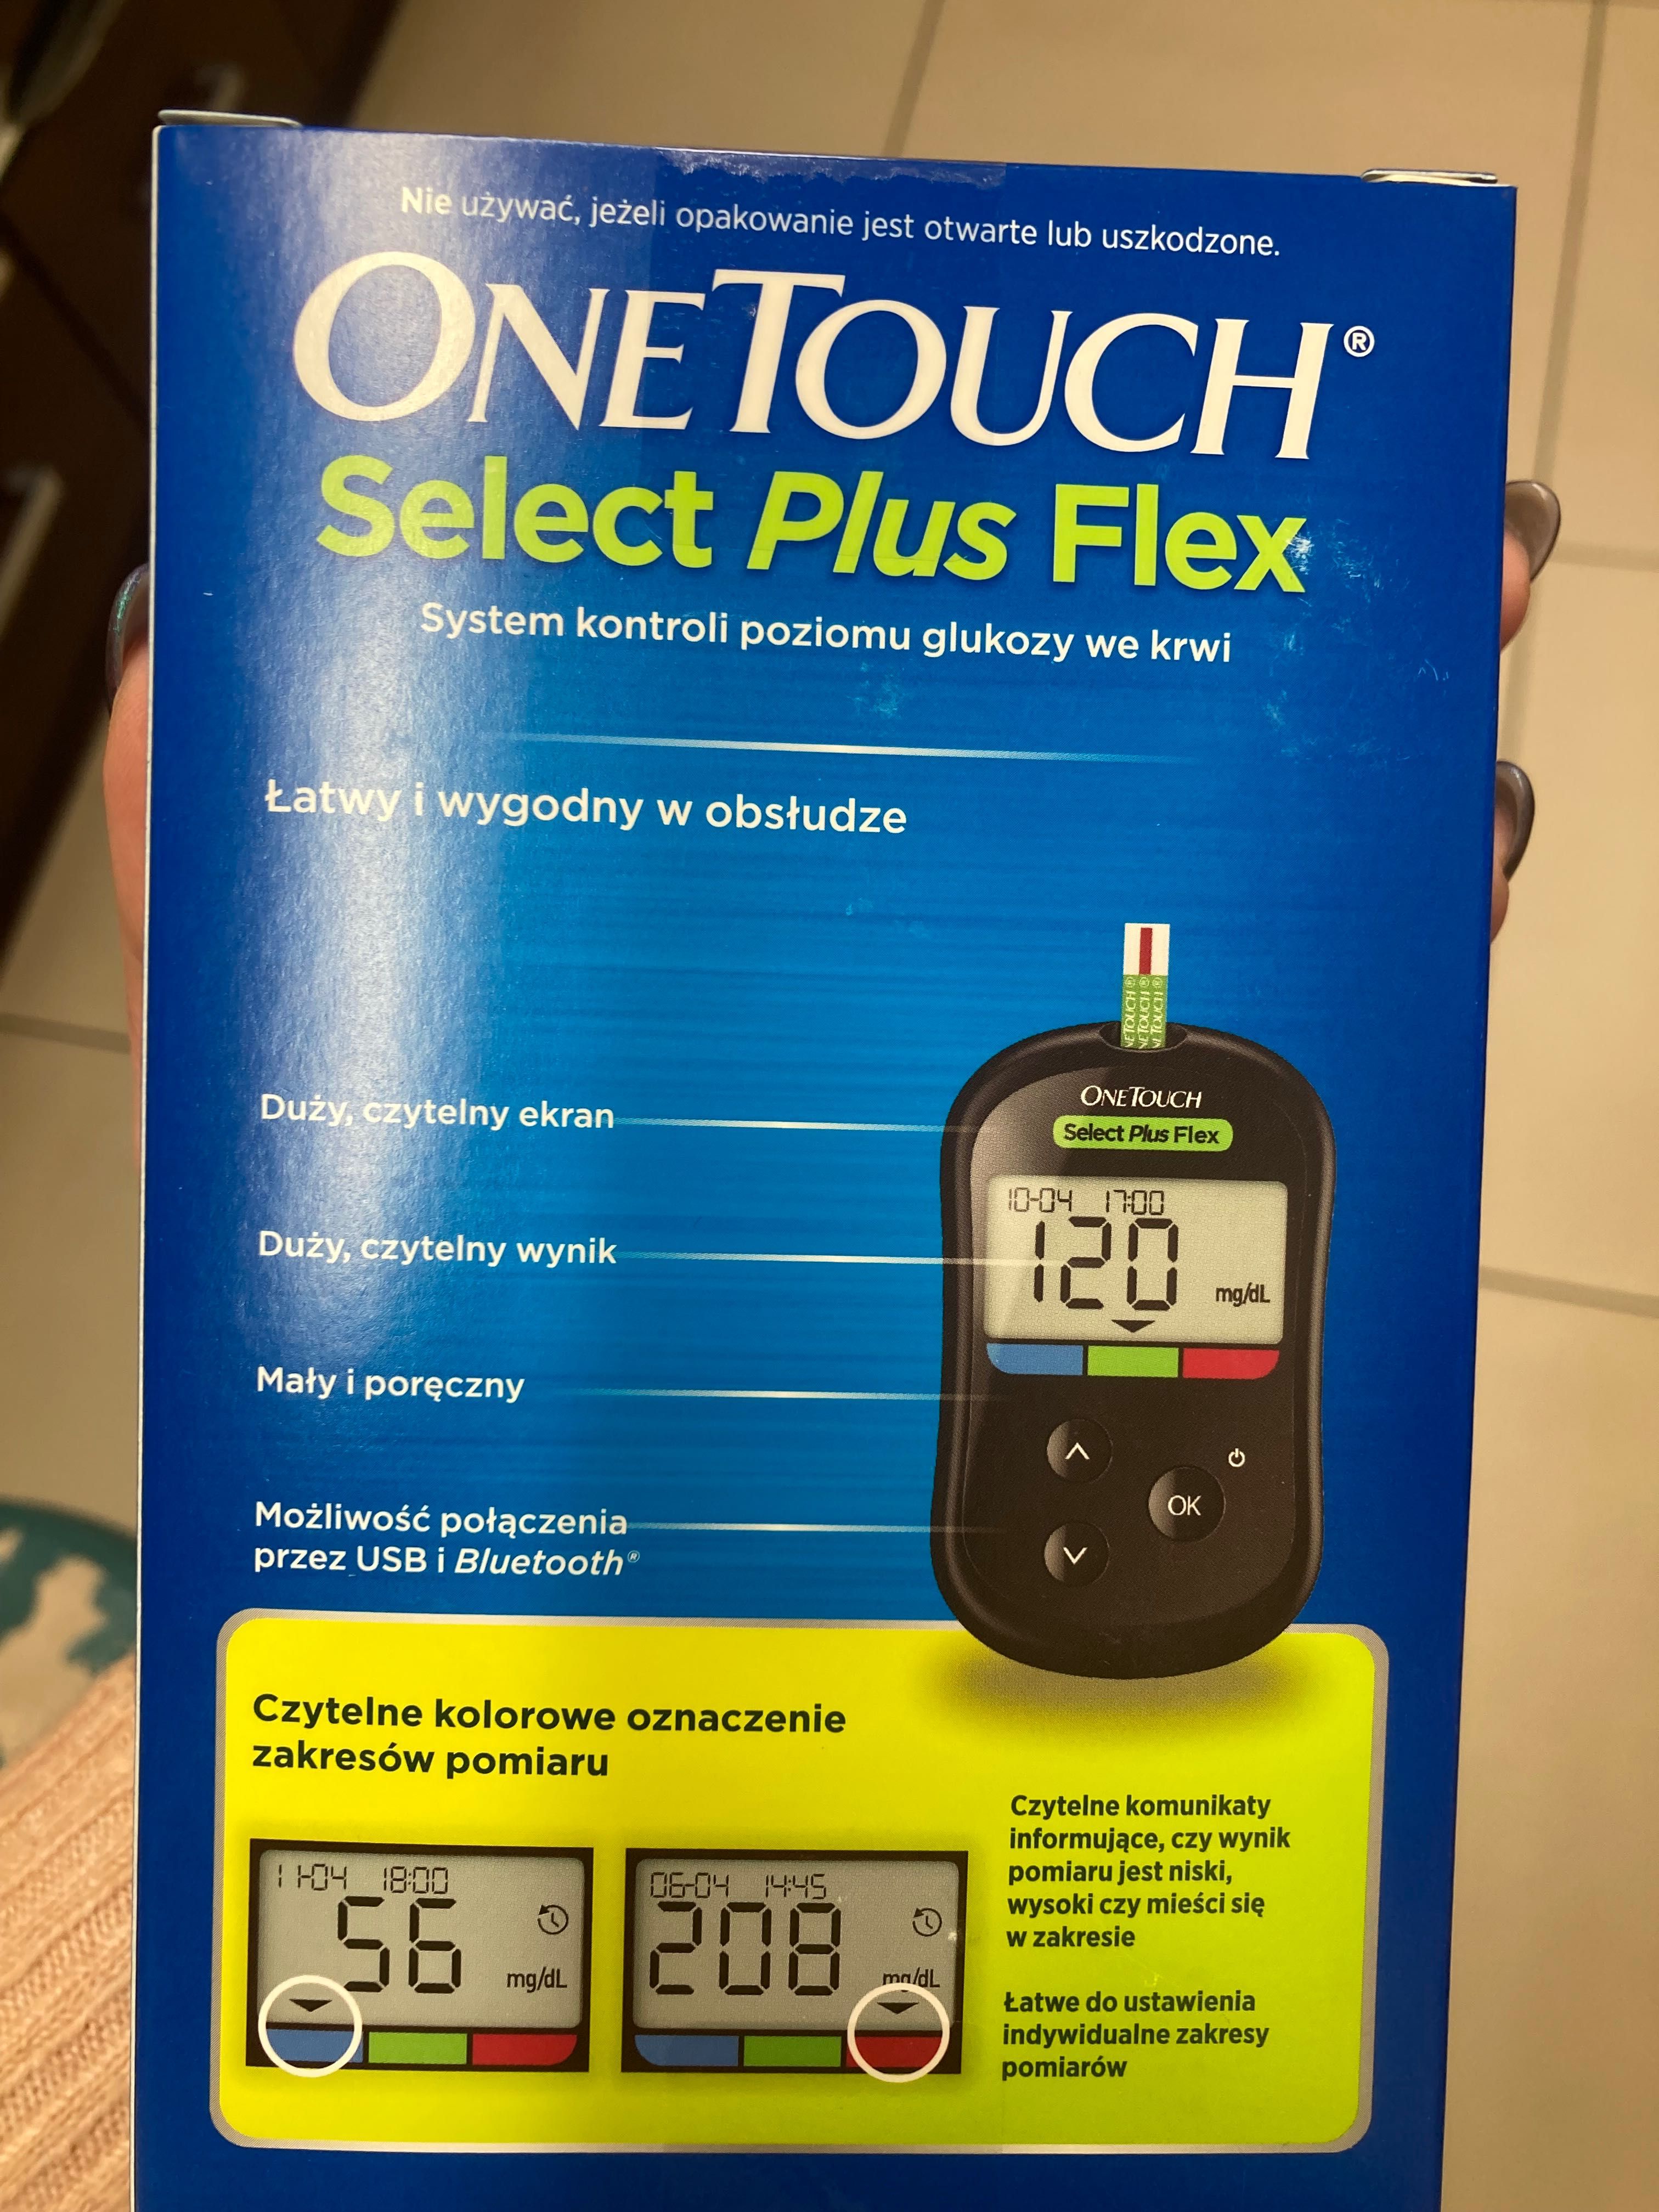 Nie używać, jeżeli opakowanie jest otwarte lub uszkodzone.
ONETOUCH®
Select Plus Flex
System kontroli poziomu glukozy we krwi
Łatwy i wygodny w obsłudze
Duży, czytelny ekran
Duży, czytelny wynik
Mały i poręczny
Możliwość połączenia
przez USB i Bluetooth®
NETOUCH®
NETOUCH®
NETOUCH®
ONETOUCH
Select Plus Flex
10-04 17:00
120
mg/dL
OK
Czytelne kolorowe oznaczenie
zakresów pomiaru
11-04 18:00
56
mg/dL
06-04 14:45
208
mg/dL
Czytelne komunikaty
informujące, czy wynik
pomiaru jest niski,
wysoki czy mieści się
w zakresie
Łatwe do ustawienia
indywidualne zakresy
pomiarów